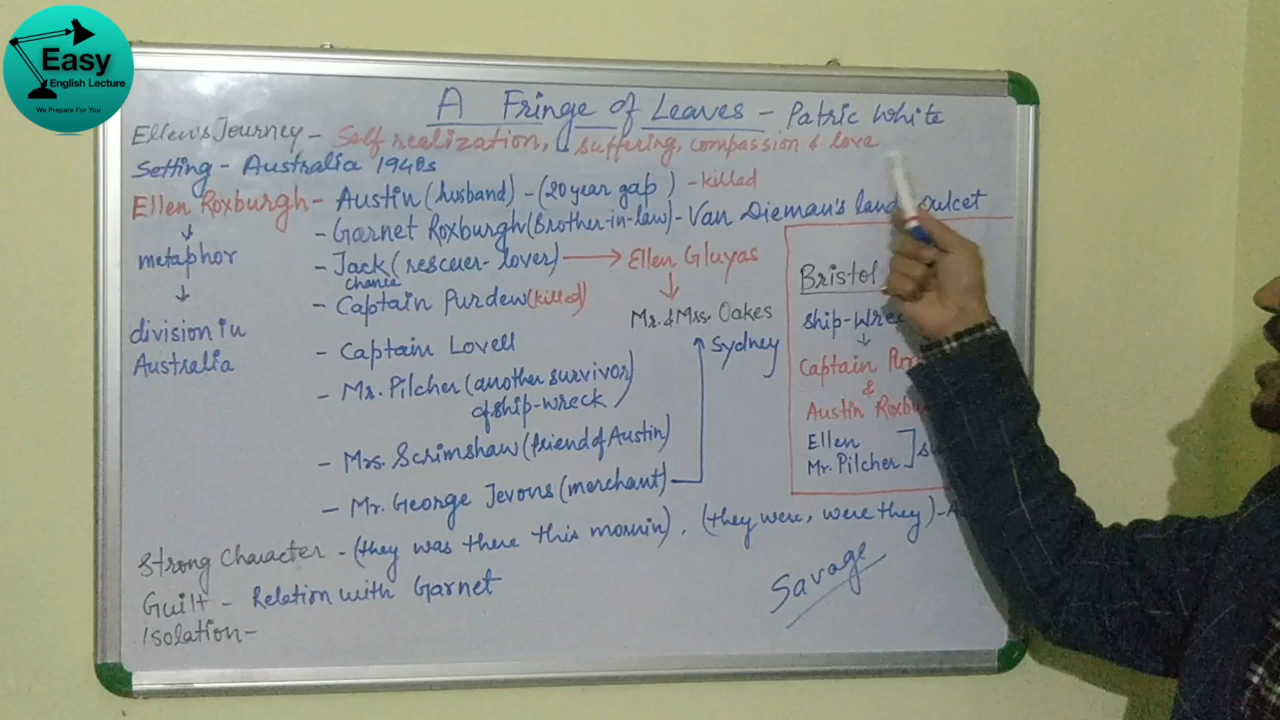 Easy
English Lecture
We Prepare For You
A Fringe of Leaves - Patric White
Ellen's Journey - Self realization, suffering, compassion & love
Setting - Australia 1940s
Ellen Roxburgh - Austin (husband) - (20 year gap) - killed
- Garnet Roxburgh (Brother-in-law) - Van Dieman's land
metaphor
- Jack (rescuer - lover) → Ellen Gluyas
chance
- Captain Purdew (killed)
Mr. & Mrs. Oakes
division in
Australia
- Captain Lovell
Sydney
- Mr. Pilcher (another survivor
of ship-wreck)
- Mrs. Scrimshaw (friend of Austin)
- Mr. George Jevons (merchant)
Bristol
Captain
&
Austin
Ellen
Mr. Pilcher
Strong Character - (they was there this mornin), (they were, were they) -
Guilt - Relation with Garnet
Isolation -
Savage